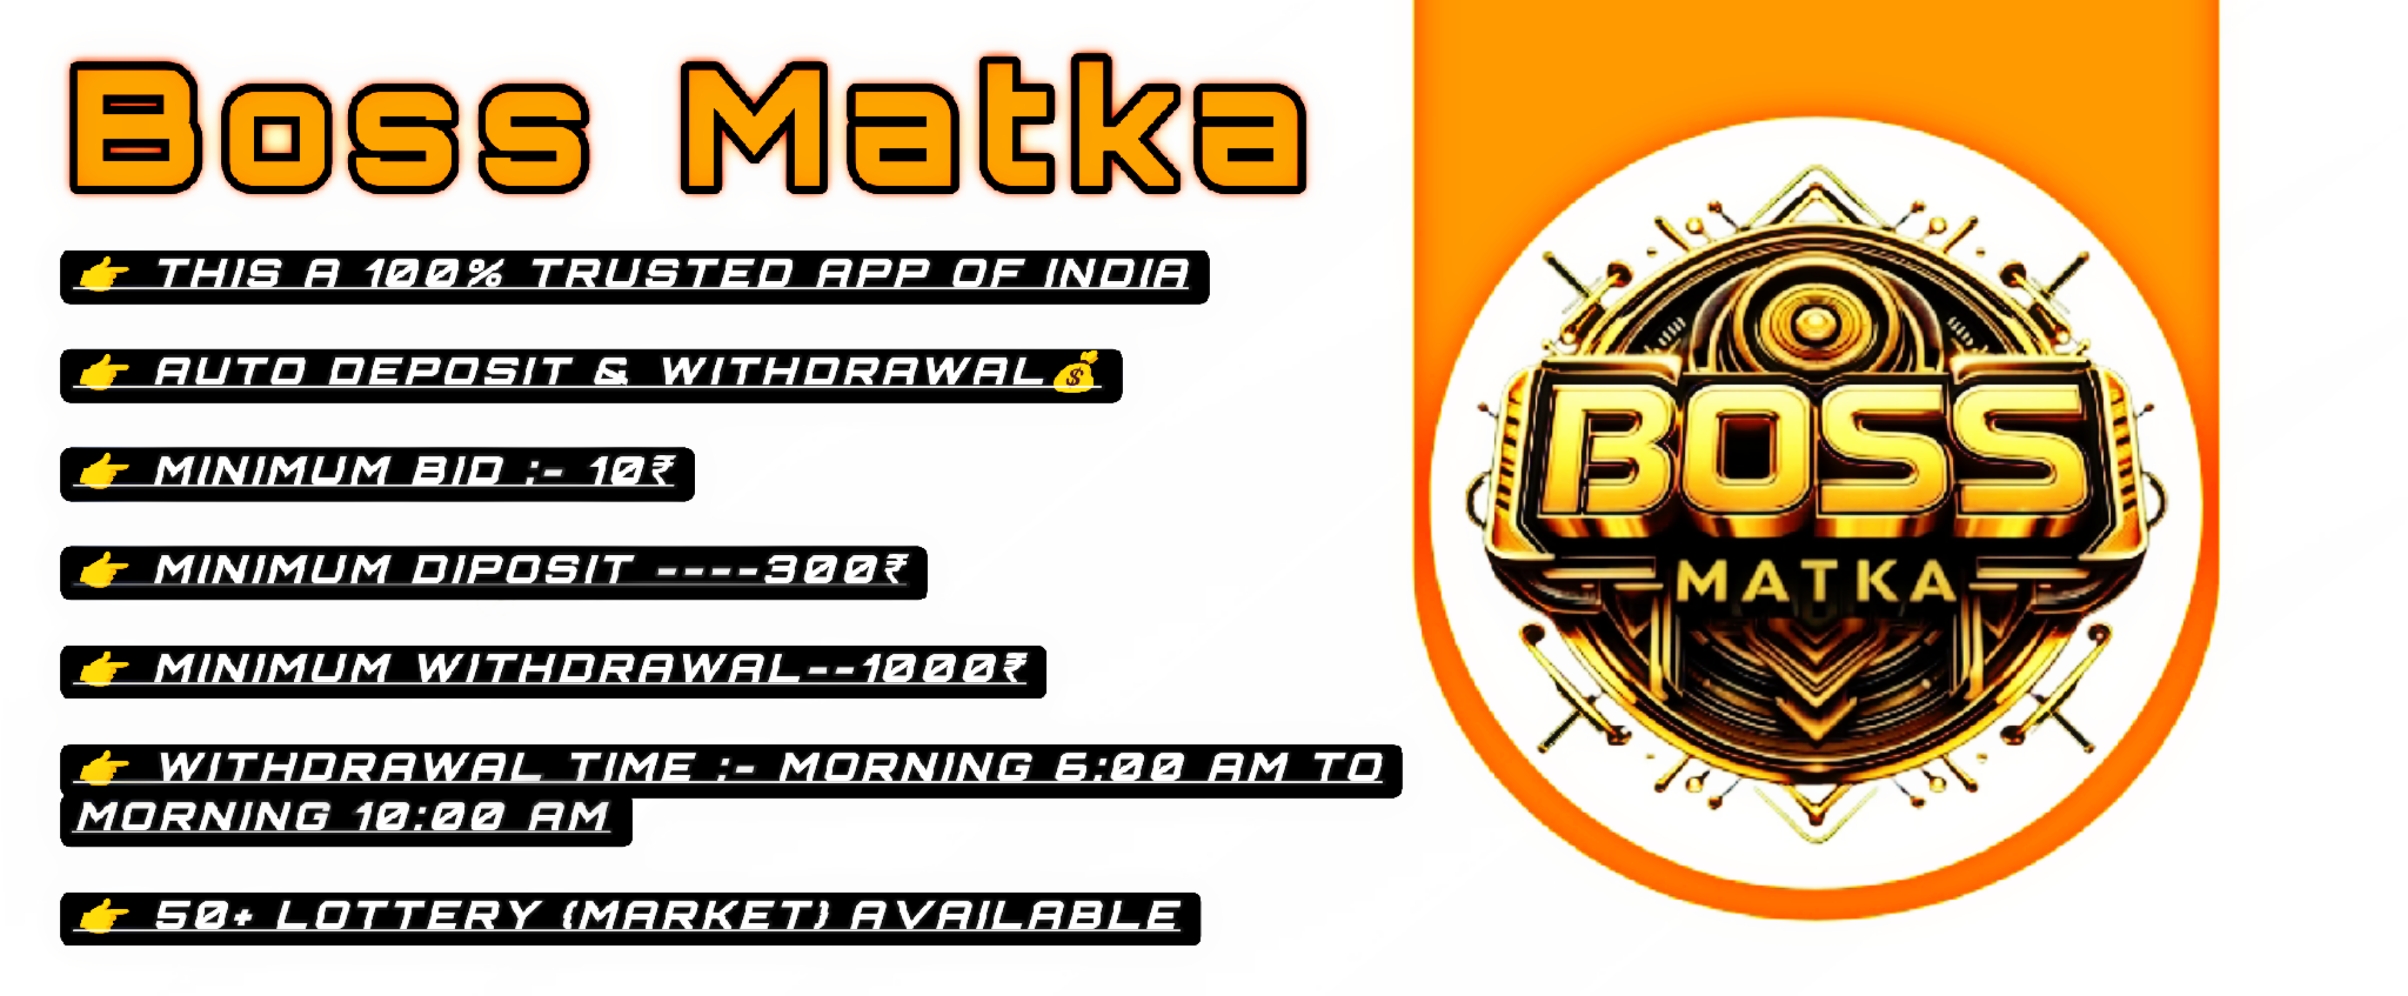 Boss Matka
👉 THIS A 100% TRUSTED APP OF INDIA
👉 AUTO DEPOSIT & WITHDRAWAL💰
👉 MINIMUM BID :- 10₹
👉 MINIMUM DIPOSIT ----300₹
👉 MINIMUM WITHDRAWAL--1000₹
👉 WITHDRAWAL TIME :- MORNING 6:00 AM TO
MORNING 10:00 AM
👉 50+ LOTTERY (MARKET) AVAILABLE
BOSS
MATKA